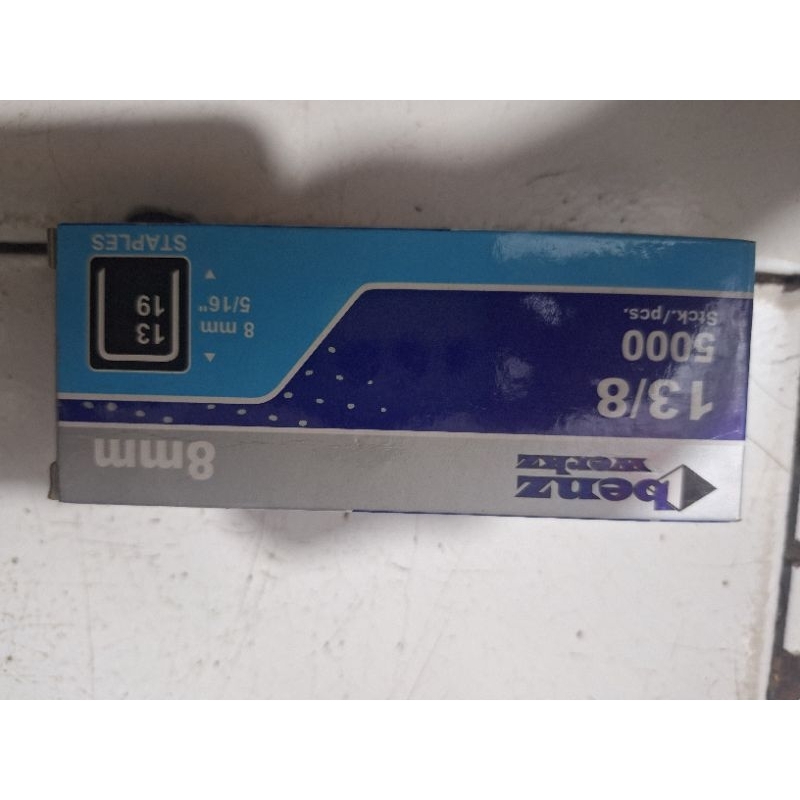 benz
werkz
8mm
13/8
5000
Stck./pcs.
8 mm
5/16"
13
19
STAPLES